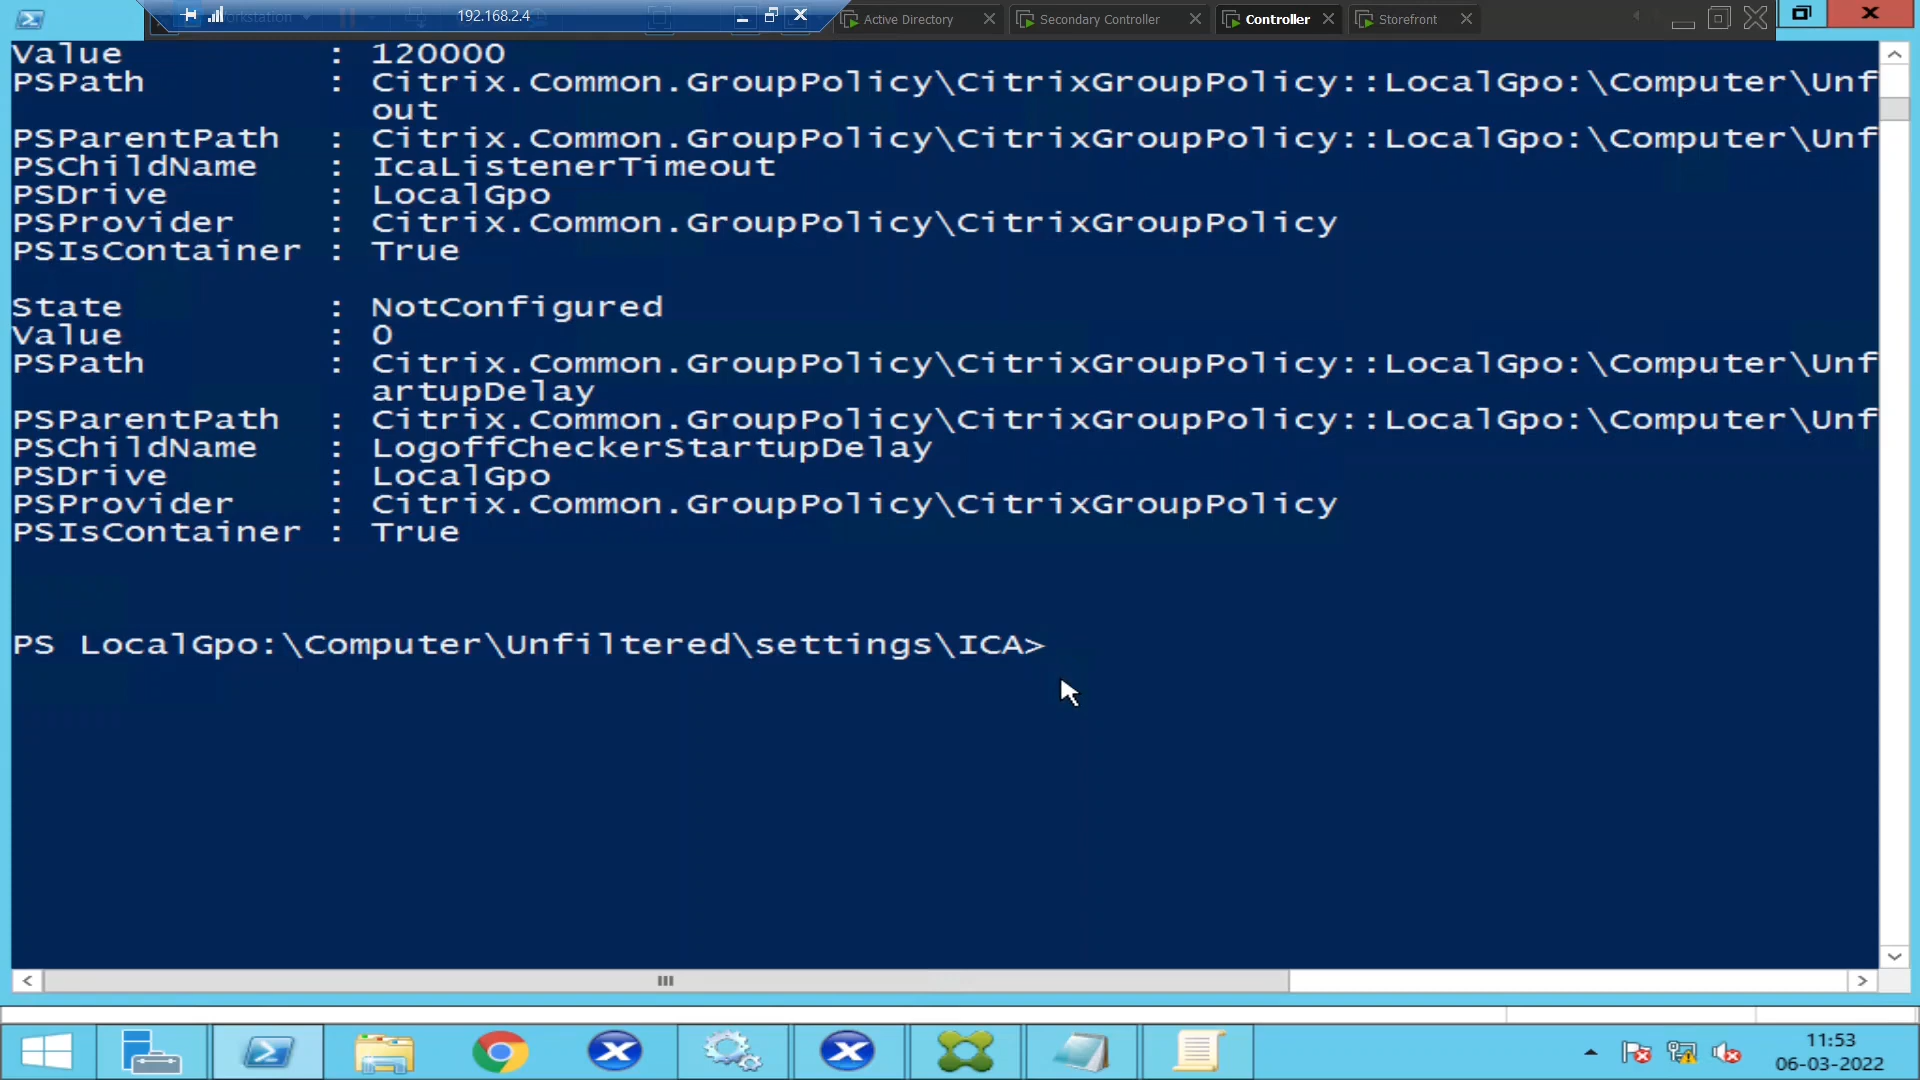 192.168.2.4
Active Directory
Secondary Controller
Controller
Storefront
Value : 120000
PSPath : Citrix.Common.GroupPolicy\CitrixGroupPolicy::LocalGpo:\Computer\Unf
out
PSParentPath : Citrix.Common.GroupPolicy\CitrixGroupPolicy::LocalGpo:\Computer\Unf
PSChildName : IcaListenerTimeout
PSDrive : LocalGpo
PSProvider : Citrix.Common.GroupPolicy\CitrixGroupPolicy
PSIsContainer : True
State : NotConfigured
Value : 0
PSPath : Citrix.Common.GroupPolicy\CitrixGroupPolicy::LocalGpo:\Computer\Unf
artupDelay
PSParentPath : Citrix.Common.GroupPolicy\CitrixGroupPolicy::LocalGpo:\Computer\Unf
PSChildName : LogoffCheckerStartupDelay
PSDrive : LocalGpo
PSProvider : Citrix.Common.GroupPolicy\CitrixGroupPolicy
PSIsContainer : True
PS LocalGpo:\Computer\Unfiltered\settings\ICA>
11:53
06-03-2022